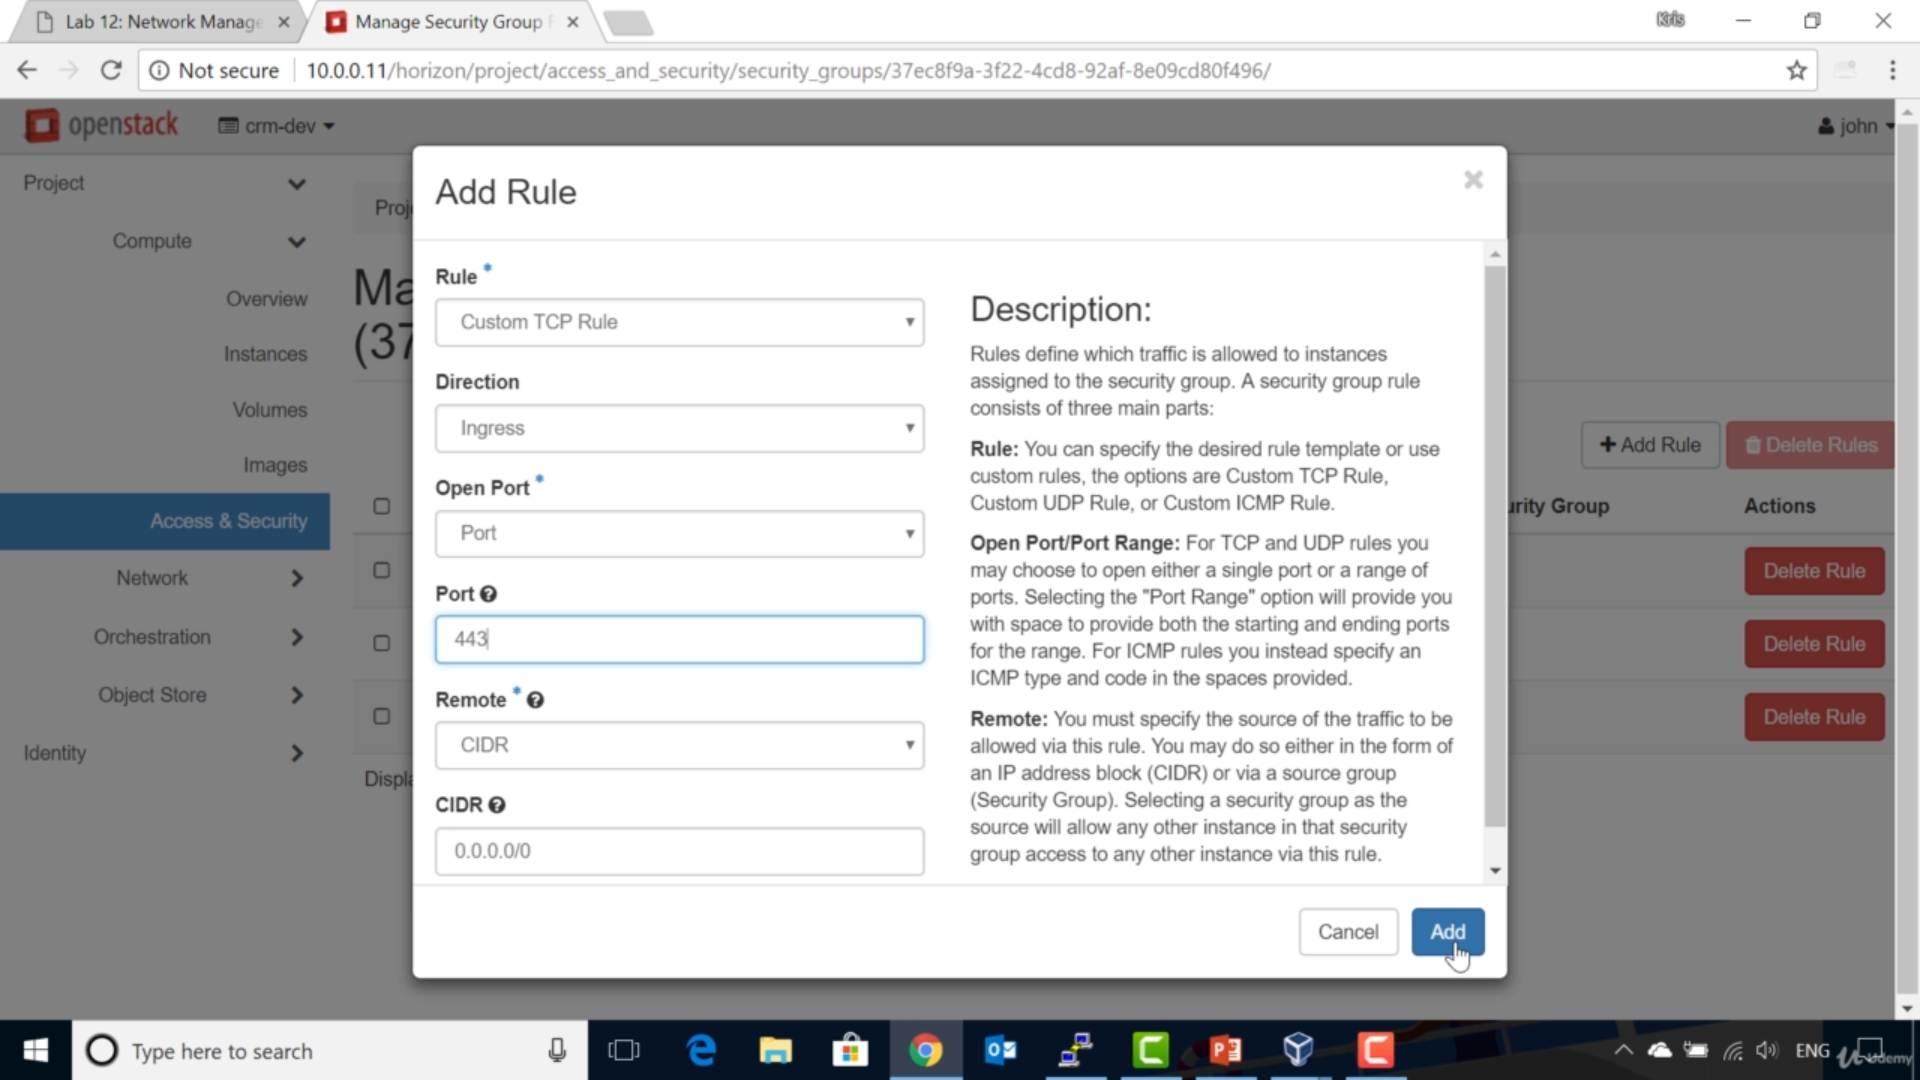 Lab 12: Network Manage
Manage Security Group
Kris
Not secure
10.0.0.11/horizon/project/access_and_security/security_groups/37ec8f9a-3f22-4cd8-92af-8e09cd80f496/
openstack
crm-dev
john
Project
Compute
Overview
Instances
Volumes
Images
Access & Security
Network
Orchestration
Object Store
Identity
Proj
Ma
(37
Displa
Add Rule
Delete Rules
urity Group
Actions
Delete Rule
Delete Rule
Delete Rule
Add Rule
Rule *
Custom TCP Rule
Direction
Ingress
Open Port *
Port
Port
443
Remote *
CIDR
CIDR
0.0.0.0/0
Description:
Rules define which traffic is allowed to instances
assigned to the security group. A security group rule
consists of three main parts:
Rule: You can specify the desired rule template or use
custom rules, the options are Custom TCP Rule,
Custom UDP Rule, or Custom ICMP Rule.
Open Port/Port Range: For TCP and UDP rules you
may choose to open either a single port or a range of
ports. Selecting the "Port Range" option will provide you
with space to provide both the starting and ending ports
for the range. For ICMP rules you instead specify an
ICMP type and code in the spaces provided.
Remote: You must specify the source of the traffic to be
allowed via this rule. You may do so either in the form of
an IP address block (CIDR) or via a source group
(Security Group). Selecting a security group as the
source will allow any other instance in that security
group access to any other instance via this rule.
Cancel
Add
Type here to search
ENG
Udemy